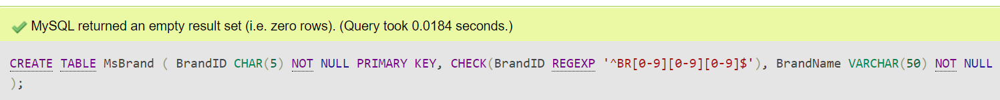 MySQL returned an empty result set (i.e. zero rows). (Query took 0.0184 seconds.)
CREATE TABLE MsBrand ( BrandID CHAR(5) NOT NULL PRIMARY KEY, CHECK(BrandID REGEXP '^BR[0-9][0-9][0-9]$'), BrandName VARCHAR(50) NOT NULL
);